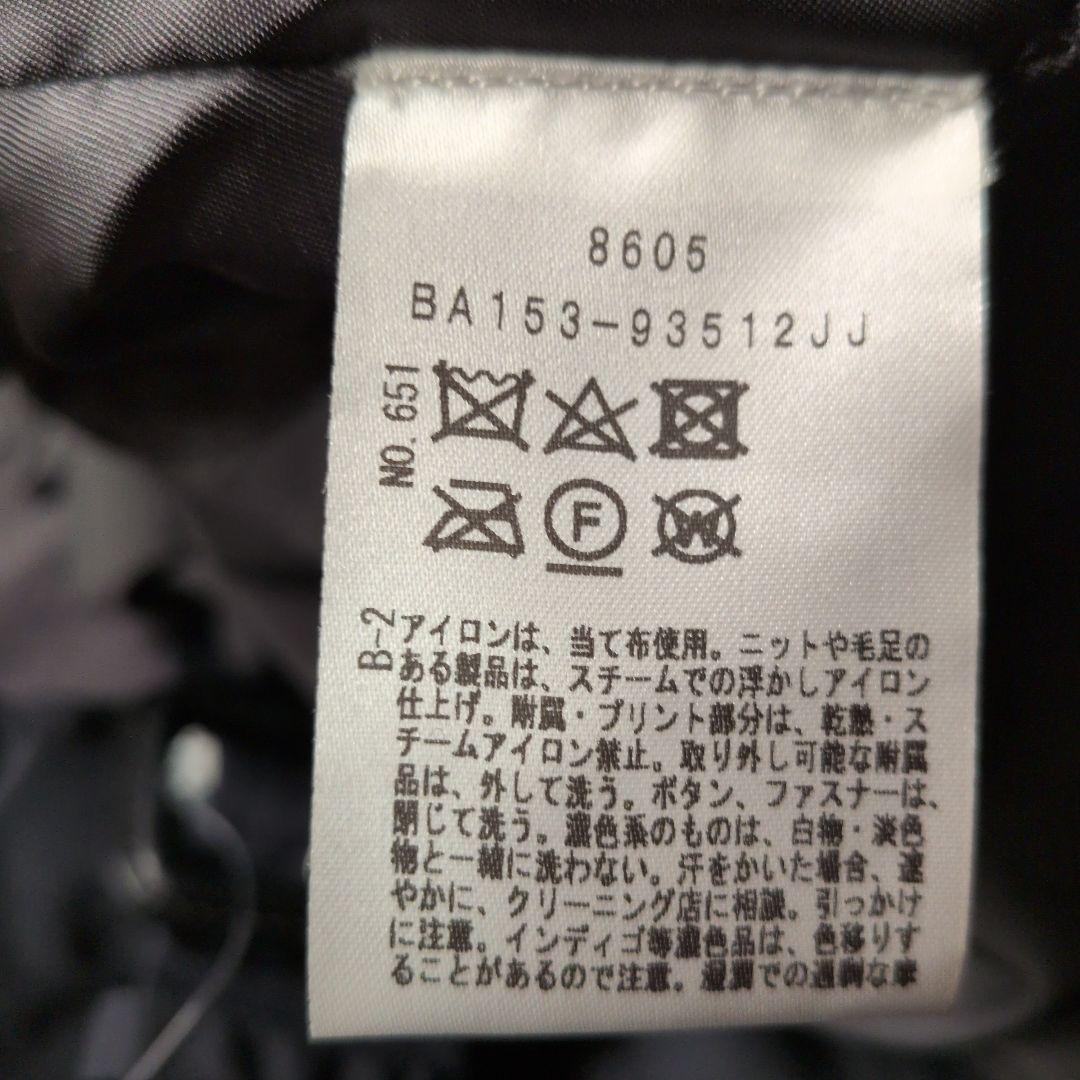 8605
BA153-93512JJ
NO.651
F
W
B-2
アイロンは、当て布使用。ニットや毛足の
ある製品は、スチームでの浮かしアイロン
仕上げ。附属・プリント部分は、乾熱・ス
チームアイロン禁止。取り外し可能な附属
品は、外して洗う。ボタン、ファスナーは、
閉じて洗う。濃色系のものは、白物・淡色
物と一緒に洗わない。汗をかいた場合、速
やかに、クリーニング店に相談。引っかけ
に注意。インディゴ等濃色品は、色移りす
ることがあるので注意。湿潤での過剰な摩